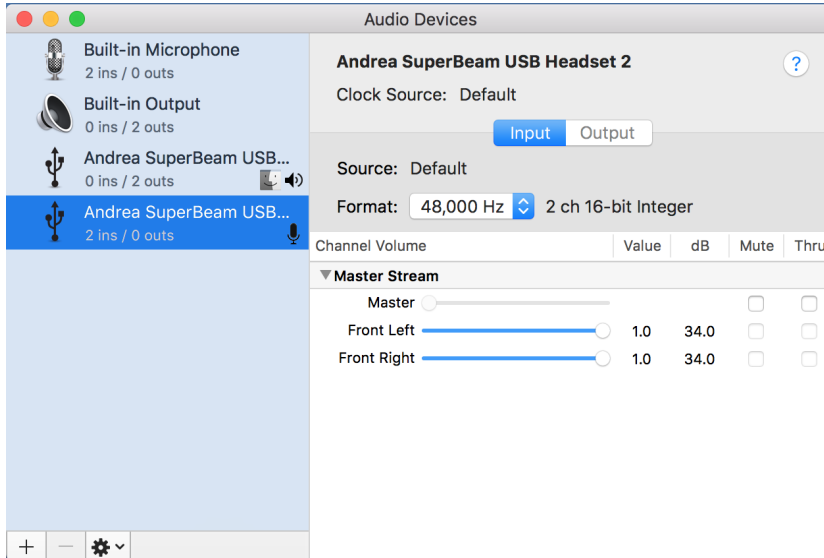 Audio Devices
Built-in Microphone
2 ins / 0 outs
Built-in Output
0 ins / 2 outs
Andrea SuperBeam USB...
0 ins / 2 outs
Andrea SuperBeam USB...
2 ins / 0 outs
Andrea SuperBeam USB Headset 2
?
Clock Source: Default
Input Output
Source: Default
Format: 48,000 Hz 2 ch 16-bit Integer
Channel Volume Value dB Mute Thru
Master Stream
Master
Front Left 1.0 34.0
Front Right 1.0 34.0